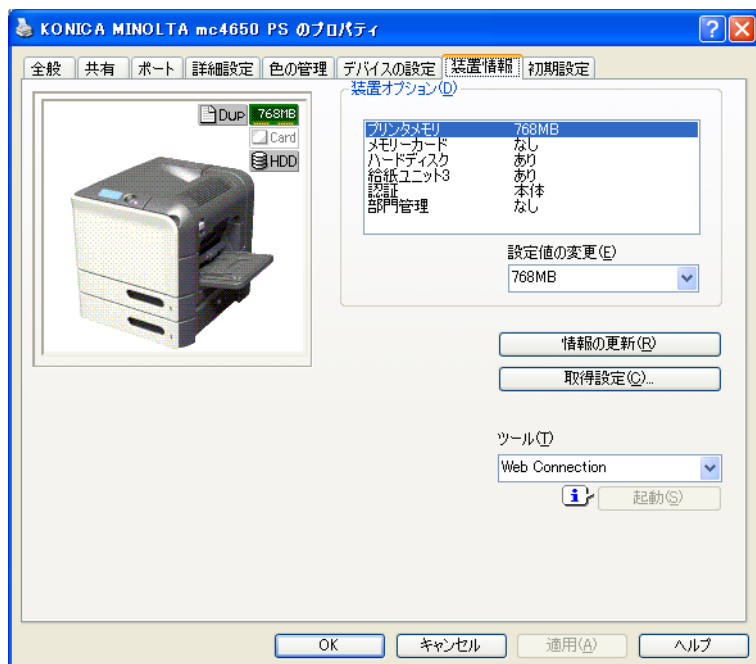 KONICA MINOLTA mc4650 PS のプロパティ
全般 共有 ポート 詳細設定 色の管理 デバイスの設定 装置情報 初期設定
Dup 768MB
Card
HDD
装置オプション(D)
プリンタメモリ 768MB
メモリーカード なし
ハードディスク あり
給紙ユニット3 あり
認証 本体
部門管理 なし
設定値の変更(E)
768MB
情報の更新(R)
取得設定(C)...
ツール(T)
Web Connection
起動(S)
OK キャンセル 適用(A) ヘルプ